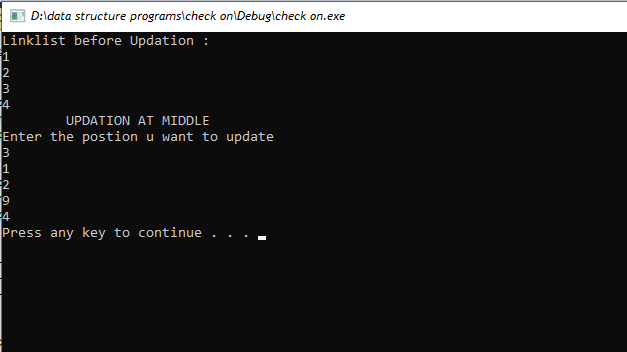 D:\data structure programs\check on\Debug\check on.exe
Linklist before Updation :
1
2
3
4
UPDATION AT MIDDLE
Enter the postion u want to update
3
1
2
9
4
Press any key to continue . . .